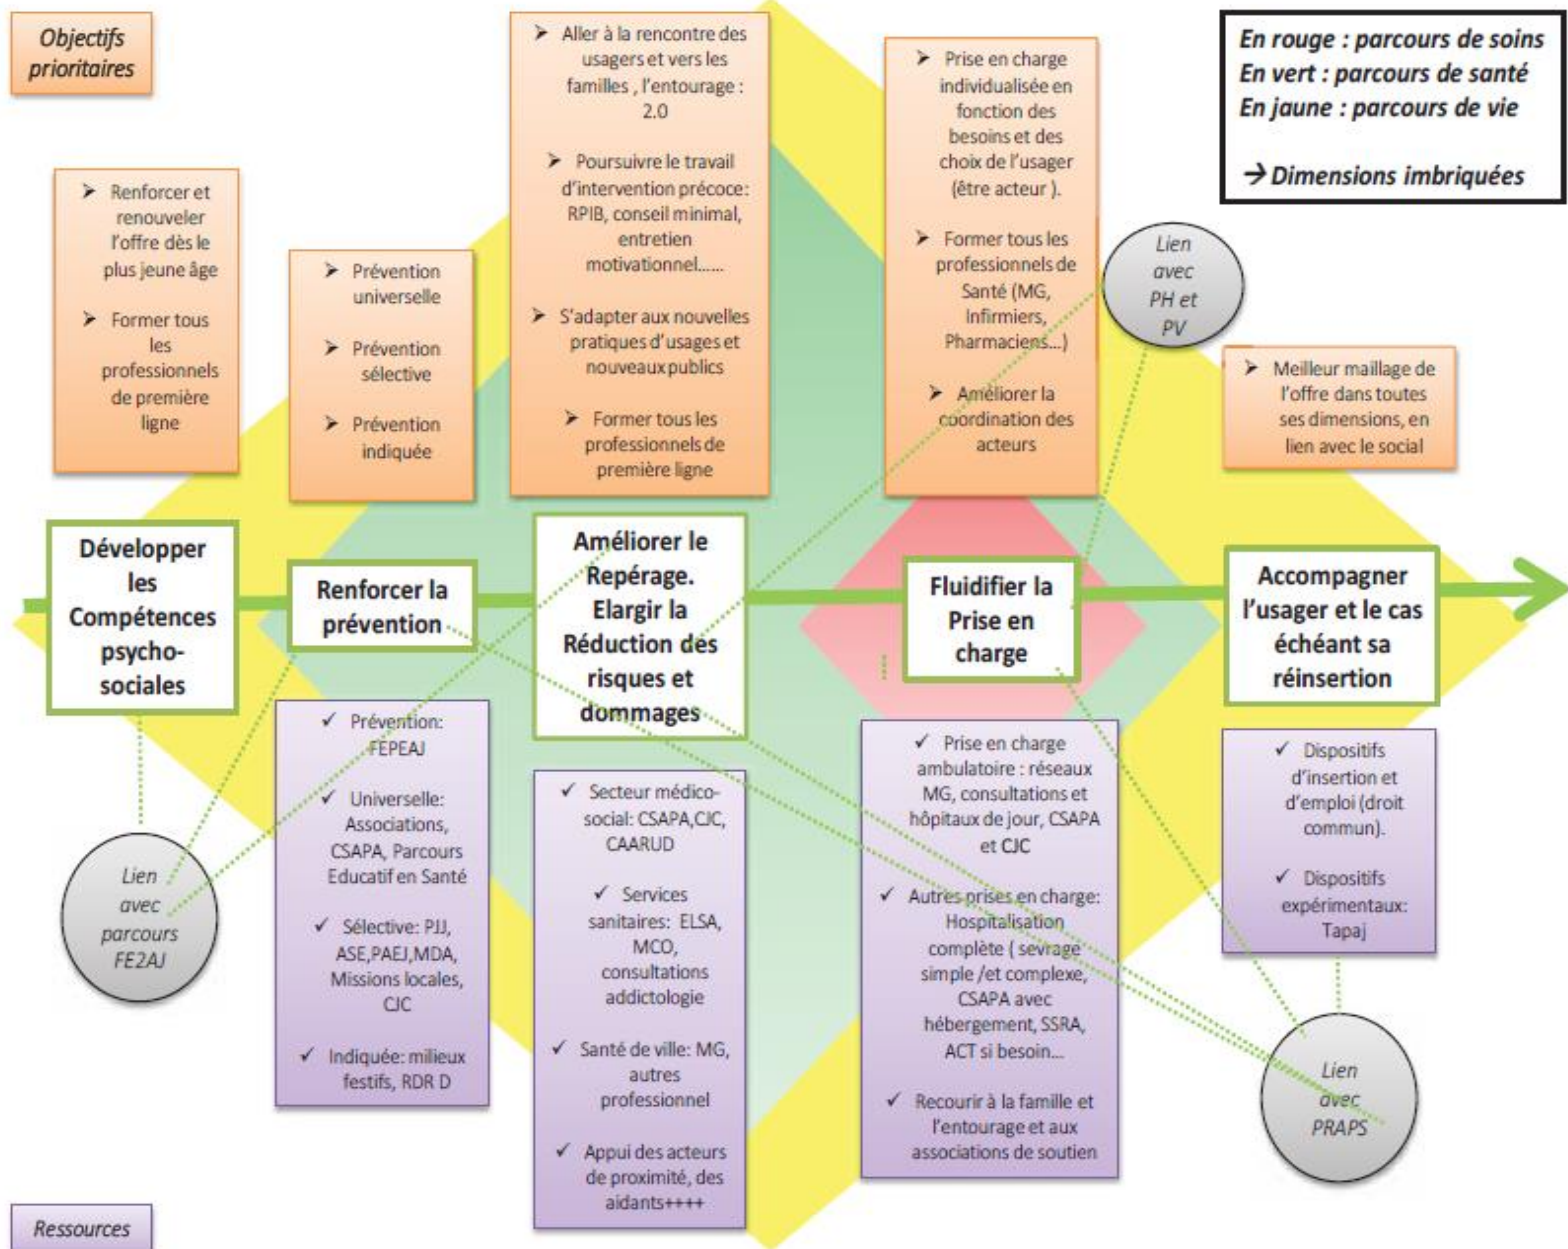 Objectifs
prioritaires
➢ Renforcer et
renouveler
l'offre dès le
plus jeune âge
➢ Former tous
les
professionnels
de première
ligne
➢ Prévention
universelle
➢ Prévention
sélective
➢ Prévention
indiquée
➢ Aller à la rencontre des
usagers et vers les
familles , l'entourage :
2.0
➢ Poursuivre le travail
d'intervention précoce:
RPIB, conseil minimal,
entretien
motivationnel……
➢ S'adapter aux nouvelles
pratiques d'usages et
nouveaux publics
➢ Former tous les
professionnels de
première ligne
➢ Prise en charge
individualisée en
fonction des
besoins et des
choix de l'usager
(être acteur ).
➢ Former tous les
professionnels de
Santé (MG,
Infirmiers,
Pharmaciens…)
➢ Améliorer la
coordination des
acteurs
En rouge : parcours de soins
En vert : parcours de santé
En jaune : parcours de vie
→ Dimensions imbriquées
Lien
avec
PH et
PV
➢ Meilleur maillage de
l'offre dans toutes
ses dimensions, en
lien avec le social
Développer
les
Compétences
psycho-
sociales
Renforcer la
prévention
Améliorer le
Repérage.
Elargir la
Réduction des
risques et
dommages
Fluidifier la
Prise en
charge
Accompagner
l'usager et le cas
échéant sa
réinsertion
Lien
avec
parcours
FE2AJ
✓ Prévention:
FEPEAJ
✓ Universelle:
Associations,
CSAPA, Parcours
Educatif en Santé
✓ Sélective: PJJ,
ASE,PAEJ,MDA,
Missions locales,
CJC
✓ Indiquée: milieux
festifs, RDR D
✓ Secteur médico-
social: CSAPA,CJC,
CAARUD
✓ Services
sanitaires: ELSA,
MCO,
consultations
addictologie
✓ Santé de ville: MG,
autres
professionnel
✓ Appui des acteurs
de proximité, des
aidants++++
✓ Prise en charge
ambulatoire : réseaux
MG, consultations et
hôpitaux de jour, CSAPA
et CJC
✓ Autres prises en charge:
Hospitalisation
complète ( sevrage
simple /et complexe,
CSAPA avec
hébergement, SSRA,
ACT si besoin…
✓ Recourir à la famille et
l'entourage et aux
associations de soutien
✓ Dispositifs
d'insertion et
d'emploi (droit
commun).
✓ Dispositifs
expérimentaux:
Tapaj
Lien
avec
PRAPS
Ressources